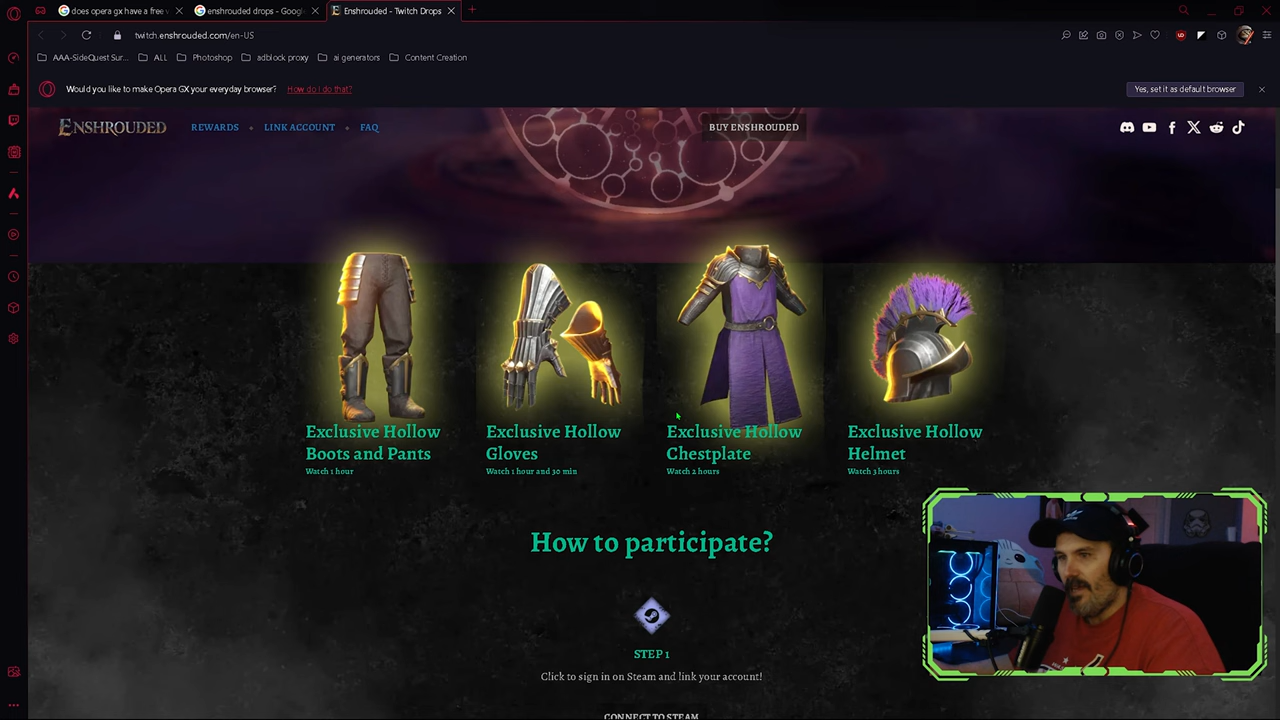 does opera gx have a free v
enshrouded drops - Googl
Enshrouded - Twitch Drops
twitch.enshrouded.com/en-US
AAA-SideQuest Sur...
ALL
Photoshop
adblock proxy
ai generators
Content Creation
Would you like to make Opera GX your everyday browser?
How do I do that?
Yes, set it as default browser
ENSHROUDED
REWARDS
LINK ACCOUNT
FAQ
BUY ENSHROUDED
Exclusive Hollow
Boots and Pants
Watch 1 hour
Exclusive Hollow
Gloves
Watch 1 hour and 30 min
Exclusive Hollow
Chestplate
Watch 2 hours
Exclusive Hollow
Helmet
Watch 3 hours
How to participate?
STEP 1
Click to sign in on Steam and link your account!
CONNECT TO STEAM